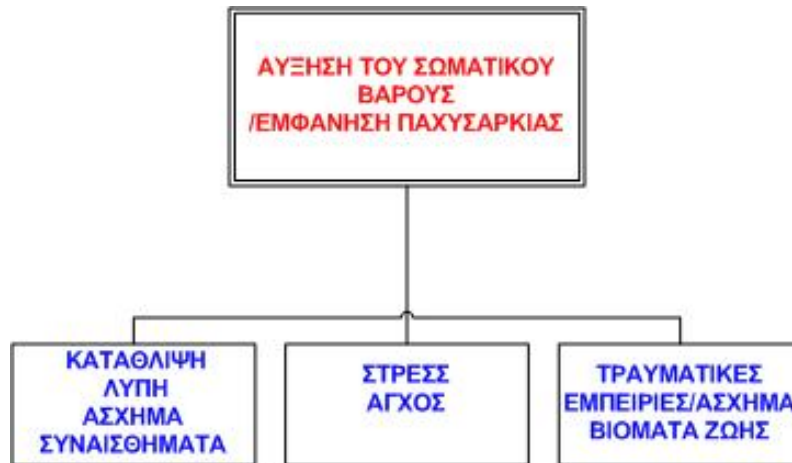 ΑΥΞΗΣΗ ΤΟΥ ΣΩΜΑΤΙΚΟΥ
ΒΑΡΟΥΣ
/ΕΜΦΑΝΗΣΗ ΠΑΧΥΣΑΡΚΙΑΣ
ΚΑΤΑΘΛΙΨΗ
ΛΥΠΗ
ΑΣΧΗΜΑ
ΣΥΝΑΙΣΘΗΜΑΤΑ
ΣΤΡΕΣΣ
ΑΓΧΟΣ
ΤΡΑΥΜΑΤΙΚΕΣ
ΕΜΠΕΙΡΙΕΣ/ΑΣΧΗΜΑ
ΒΙΟΜΑΤΑ ΖΩΗΣ